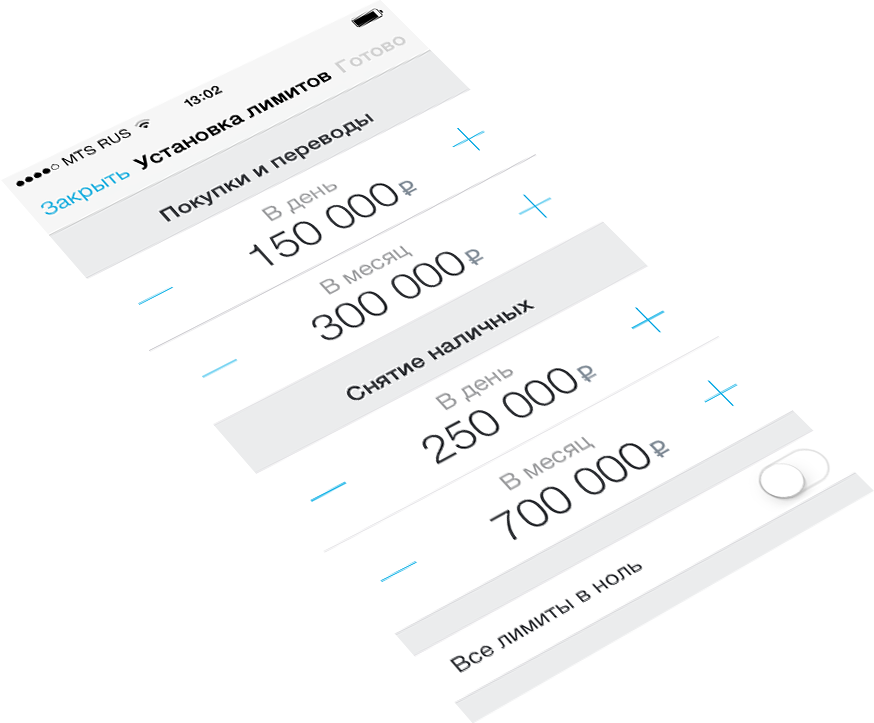 MTS RUS 13:02
Закрыть Установка лимитов Готово
Покупки и переводы
В день
150 000₽
В месяц
300 000₽
Снятие наличных
В день
250 000₽
В месяц
700 000₽
Все лимиты в ноль